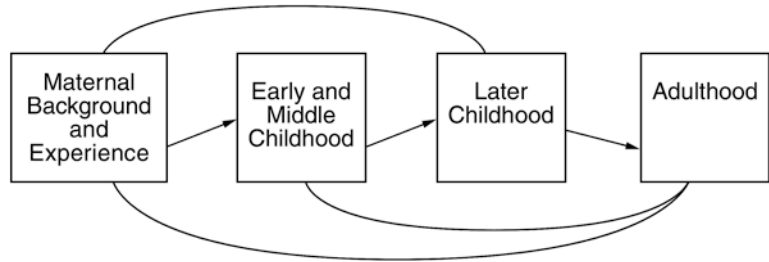 Maternal
Background
and
Experience
Early and
Middle
Childhood
Later
Childhood
Adulthood